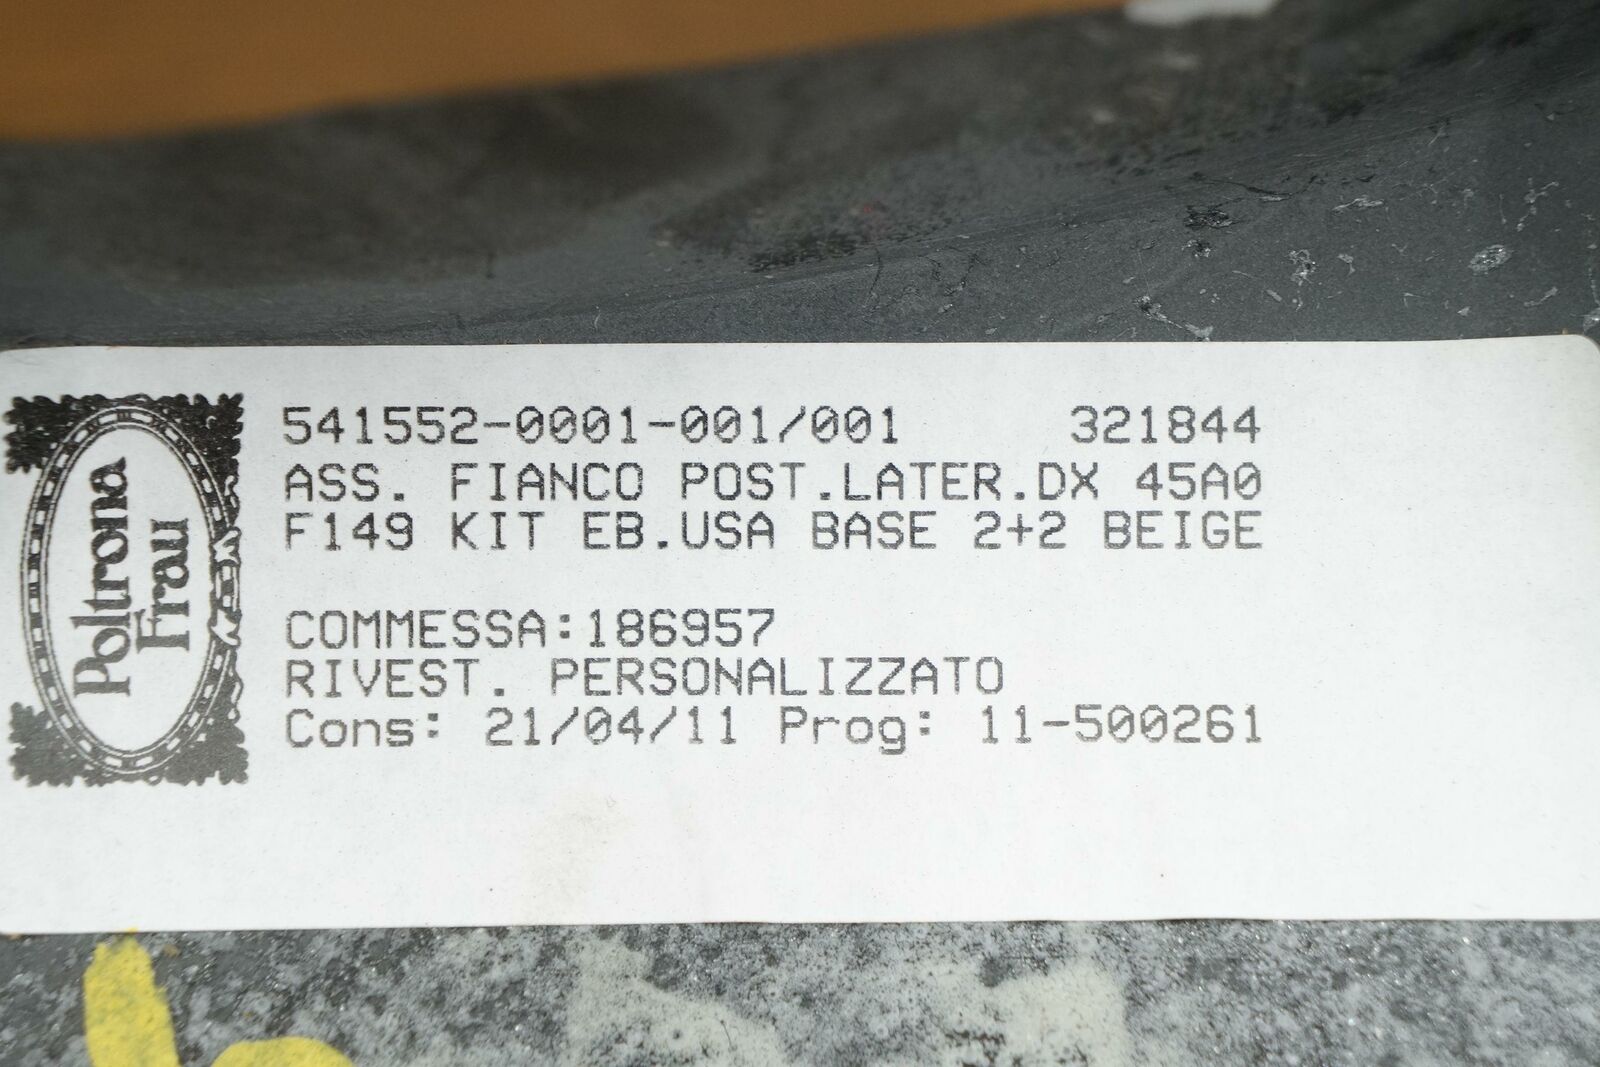 Poltrona
Frau
541552-0001-001/001 321844
ASS. FIANCO POST.LATER.DX 45A0
F149 KIT EB.USA BASE 2+2 BEIGE
COMMESSA:186957
RIVEST. PERSONALIZZATO
Cons: 21/04/11 Prog: 11-500261